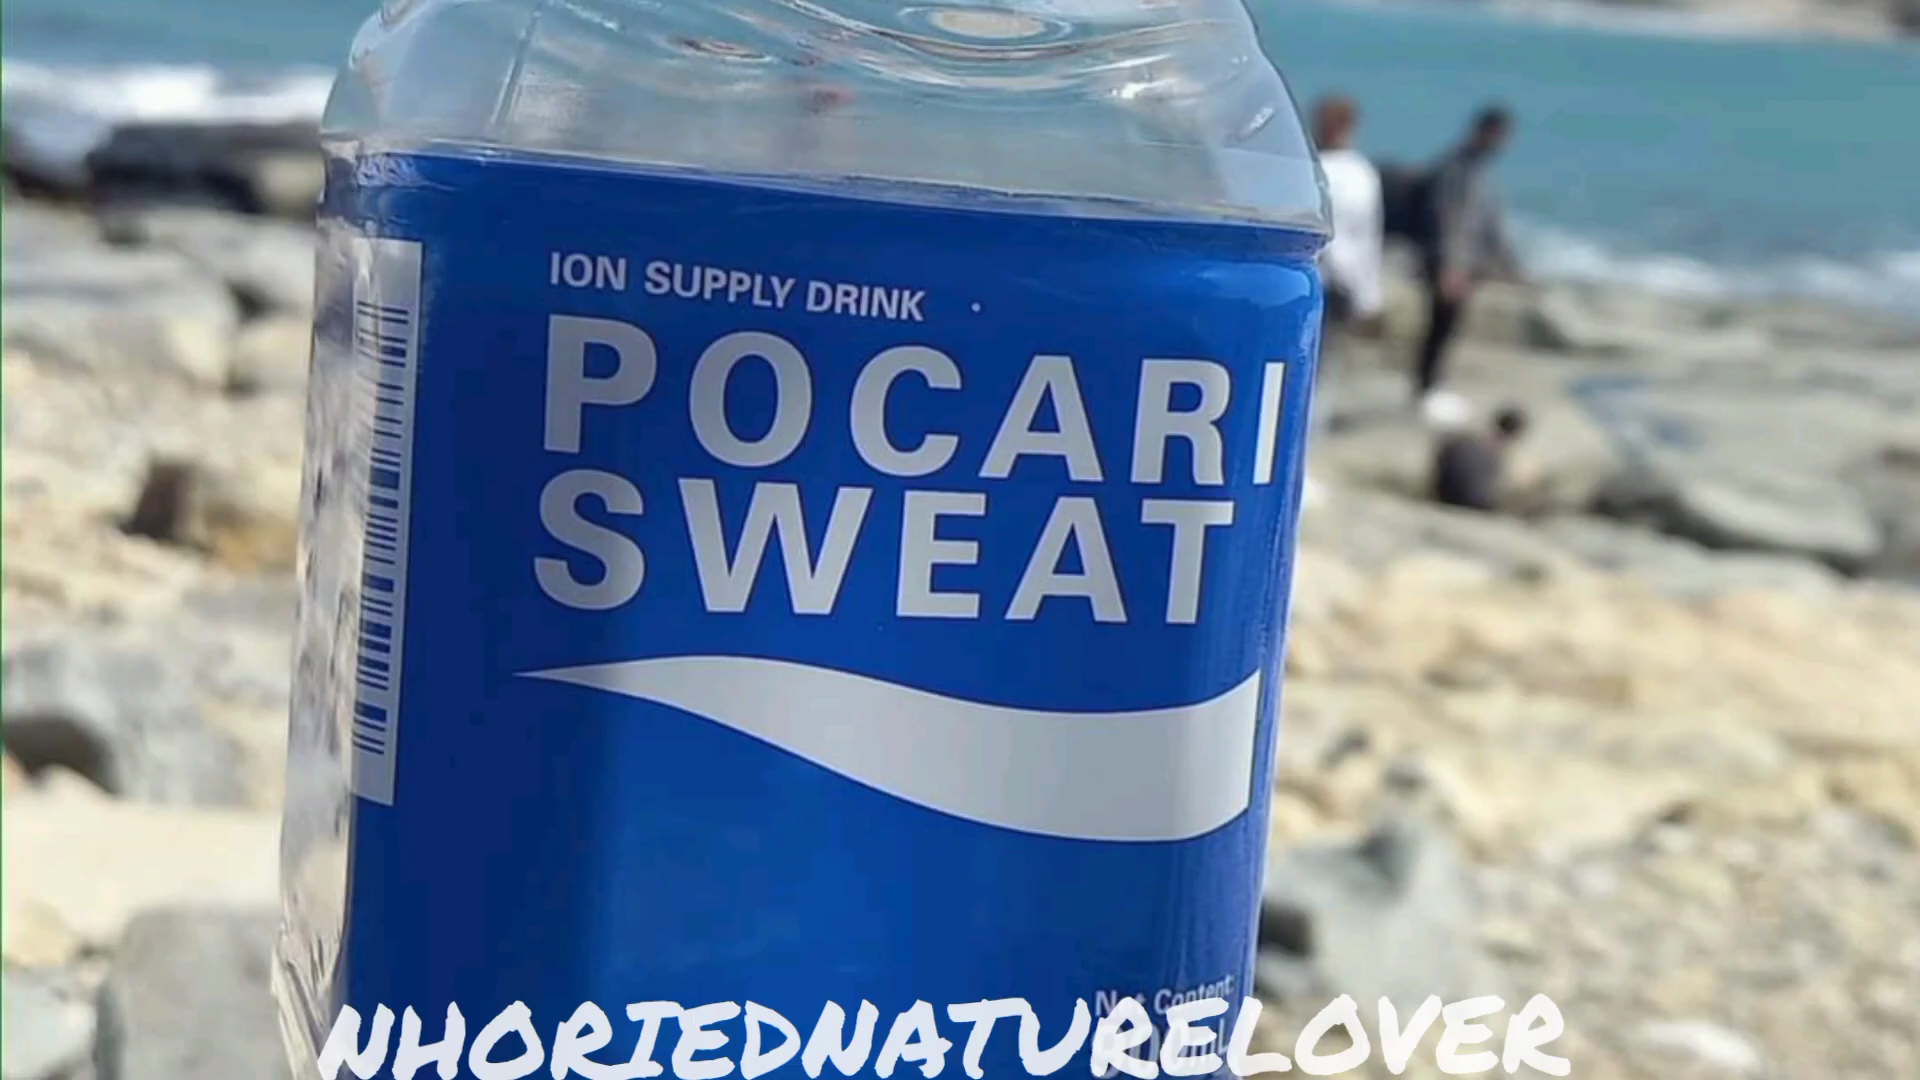 ION SUPPLY DRINK
POCARI
SWEAT
Net Content:
NHORIEDNATURELOVER